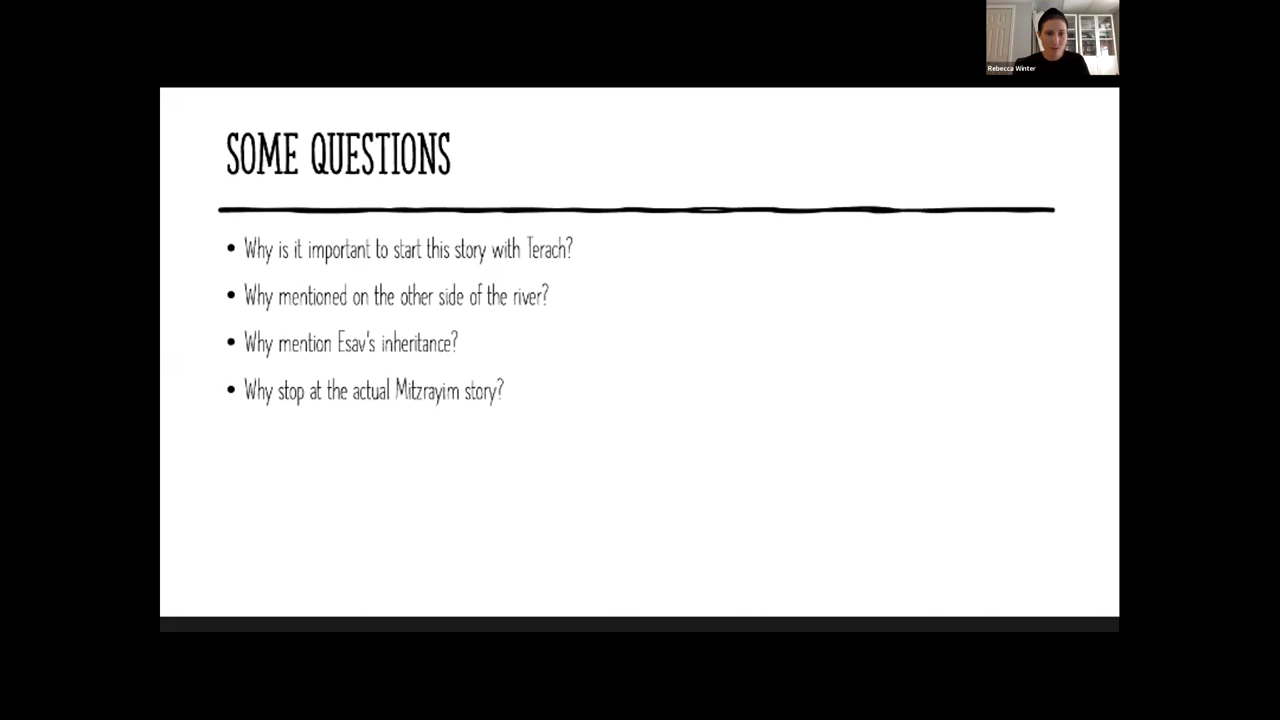 Rebecca Winter
SOME QUESTIONS
• Why is it important to start this story with Terach?
• Why mentioned on the other side of the river?
• Why mention Esav's inheritance?
• Why stop at the actual Mitzrayim story?